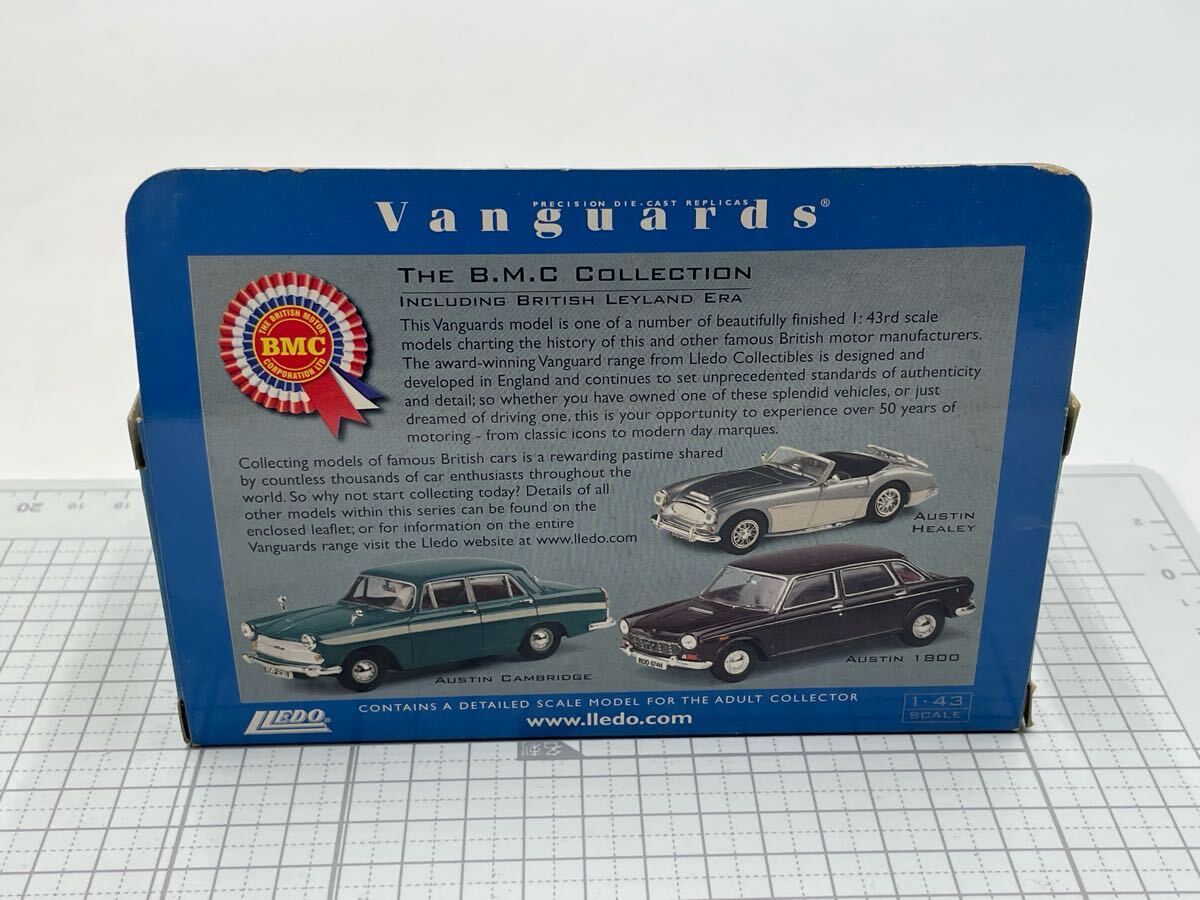 PRECISION DIE-CAST REPLICAS
Vanguards®
THE B.M.C COLLECTION
INCLUDING BRITISH LEYLAND ERA
THE BRITISH MOTOR
BMC
CORPORATION LTD
This Vanguards model is one of a number of beautifully finished 1: 43rd scale
models charting the history of this and other famous British motor manufacturers.
The award-winning Vanguard range from Lledo Collectibles is designed and
developed in England and continues to set unprecedented standards of authenticity
and detail; so whether you have owned one of these splendid vehicles, or just
dreamed of driving one, this is your opportunity to experience over 50 years of
motoring - from classic icons to modern day marques.
Collecting models of famous British cars is a rewarding pastime shared
by countless thousands of car enthusiasts throughout the
world. So why not start collecting today? Details of all
other models within this series can be found on the
enclosed leaflet; or for information on the entire
Vanguards range visit the Lledo website at www.lledo.com
AUSTIN
HEALEY
AUSTIN CAMBRIDGE
AUSTIN 1800
LLEDO
CONTAINS A DETAILED SCALE MODEL FOR THE ADULT COLLECTOR
www.lledo.com
1·43
SCALE
20
19
18
2
1
0
名刺